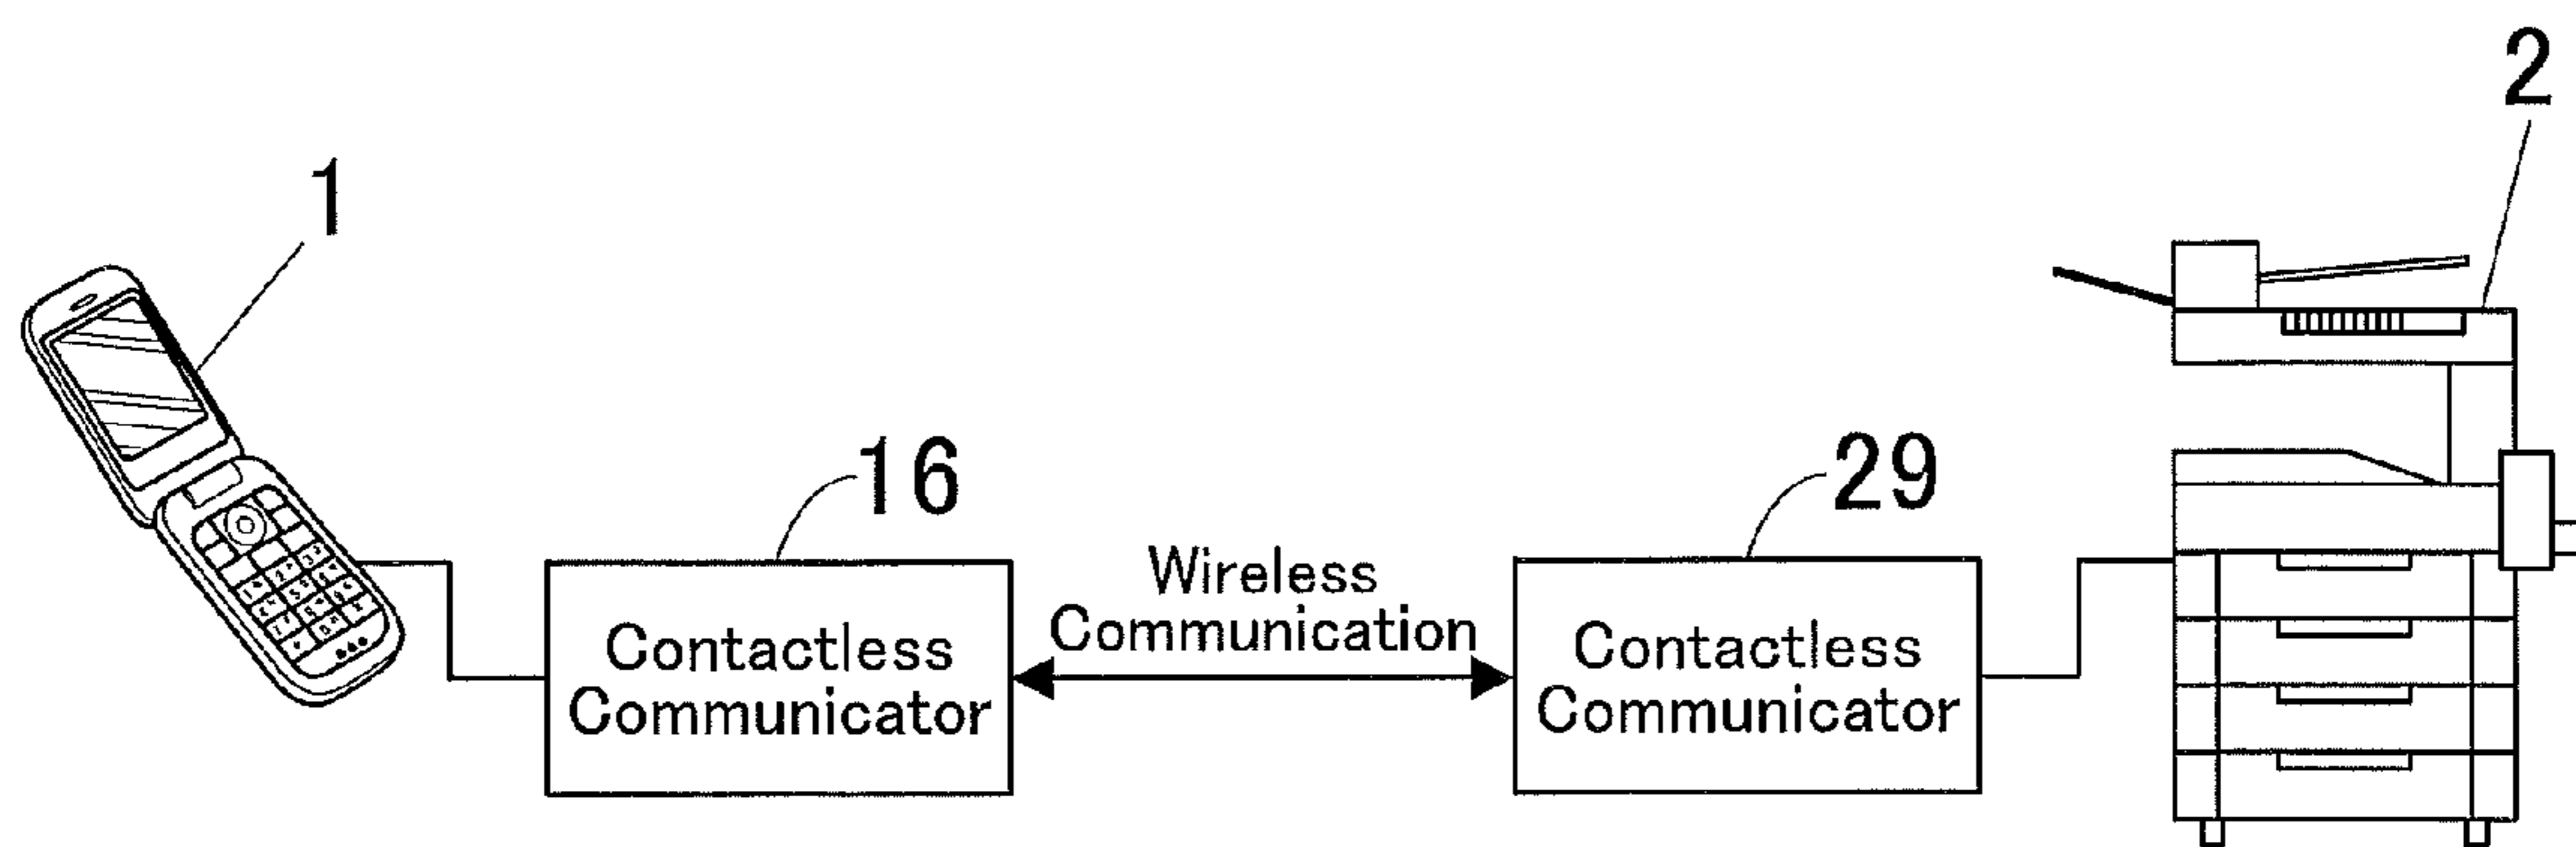 2
1
16
29
Wireless
Communication
Contactless
Communicator
Contactless
Communicator